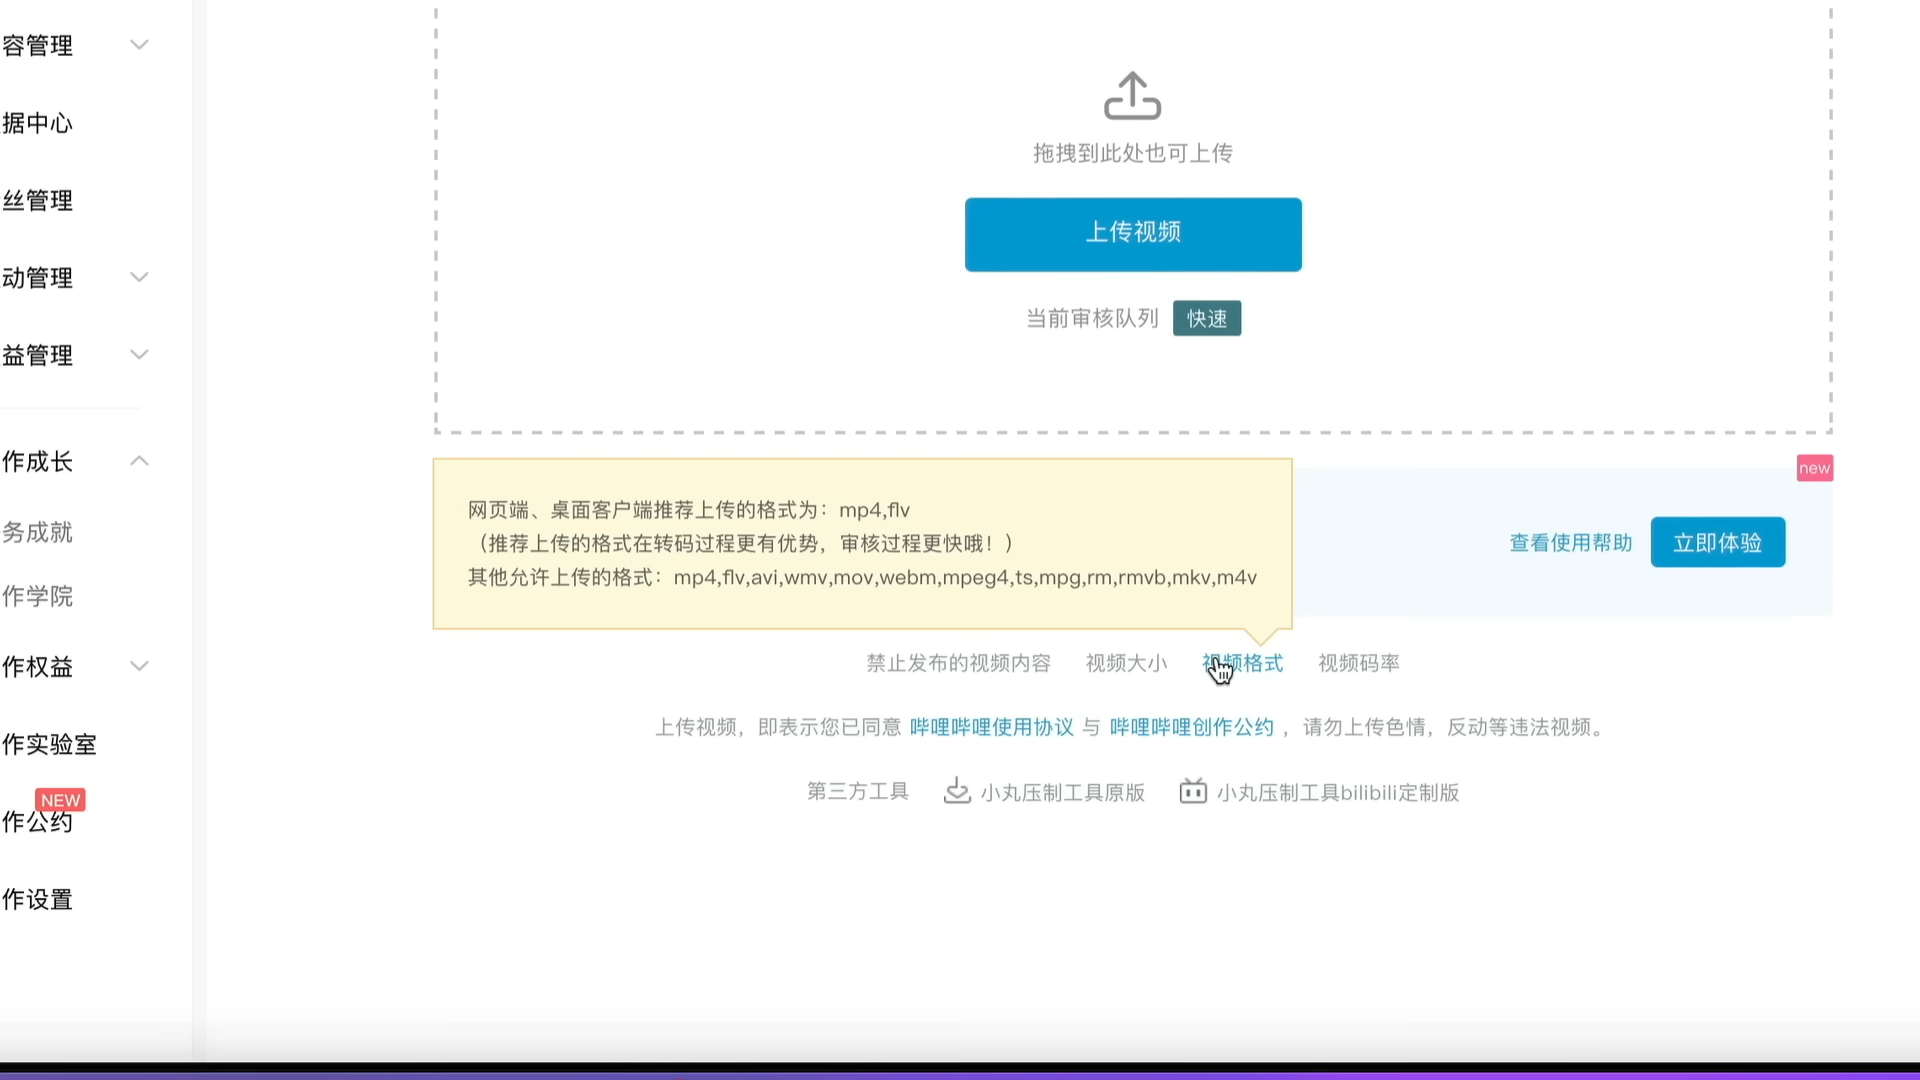 容管理
据中心
丝管理
动管理
益管理
作成长
务成就
作学院
作权益
作实验室
NEW
作公约
作设置
拖拽到此处也可上传
上传视频
当前审核队列 快速
new
网页端、桌面客户端推荐上传的格式为：mp4,flv
（推荐上传的格式在转码过程更有优势，审核过程更快哦！）
其他允许上传的格式：mp4,flv,avi,wmv,mov,webm,mpeg4,ts,mpg,rm,rmvb,mkv,m4v
查看使用帮助 立即体验
禁止发布的视频内容 视频大小 视频格式 视频码率
上传视频，即表示您已同意 哔哩哔哩使用协议 与 哔哩哔哩创作公约 ，请勿上传色情，反动等违法视频。
第三方工具 小丸压制工具原版 小丸压制工具bilibili定制版